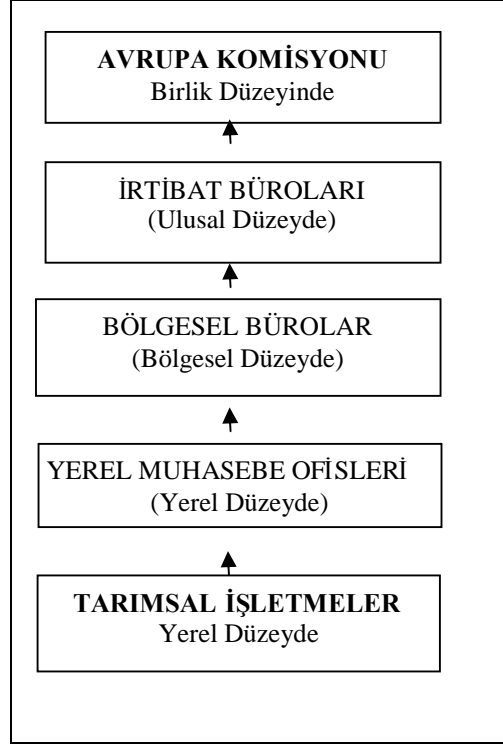 AVRUPA KOMİSYONU
Birlik Düzeyinde
İRTİBAT BÜROLARI
(Ulusal Düzeyde)
BÖLGESEL BÜROLAR
(Bölgesel Düzeyde)
YEREL MUHASEBE OFİSLERİ
(Yerel Düzeyde)
TARIMSAL İŞLETMELER
Yerel Düzeyde